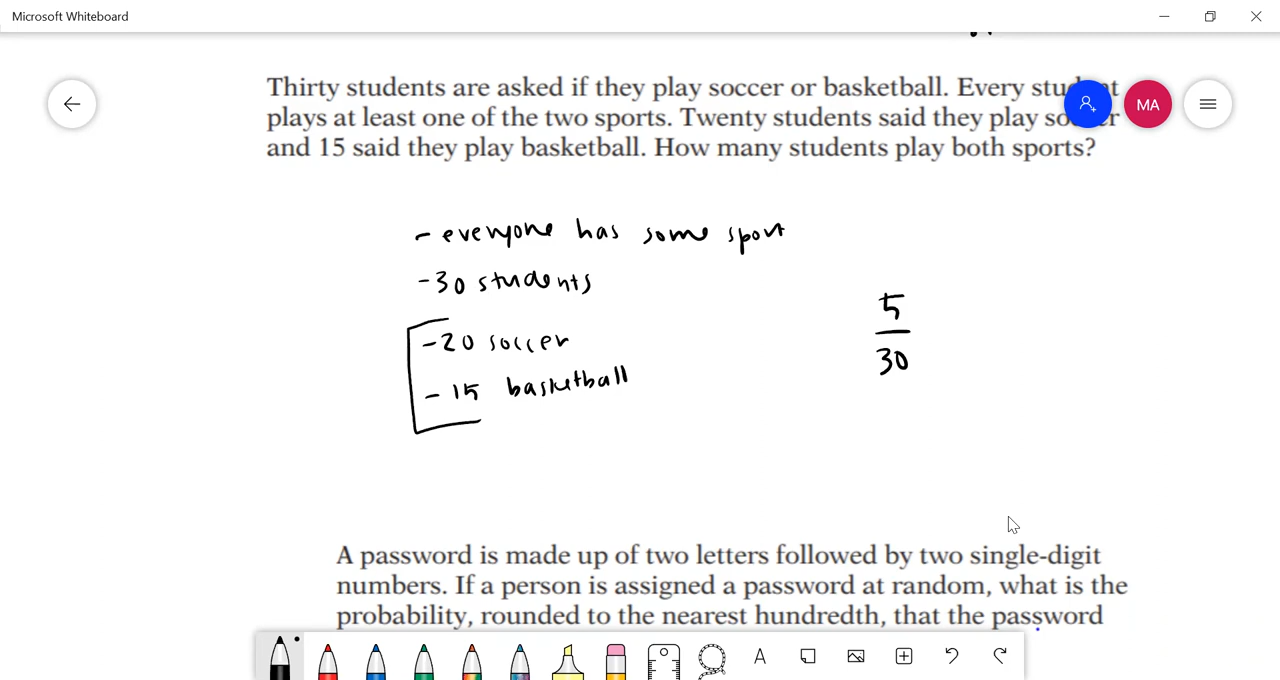 Microsoft Whiteboard
Thirty students are asked if they play soccer or basketball. Every student
plays at least one of the two sports. Twenty students said they play soccer
and 15 said they play basketball. How many students play both sports?
MA
- everyone has some sport
- 30 students
- 20 soccer
- 15 basketball
5
30
A password is made up of two letters followed by two single-digit
numbers. If a person is assigned a password at random, what is the
probability, rounded to the nearest hundredth, that the password
A